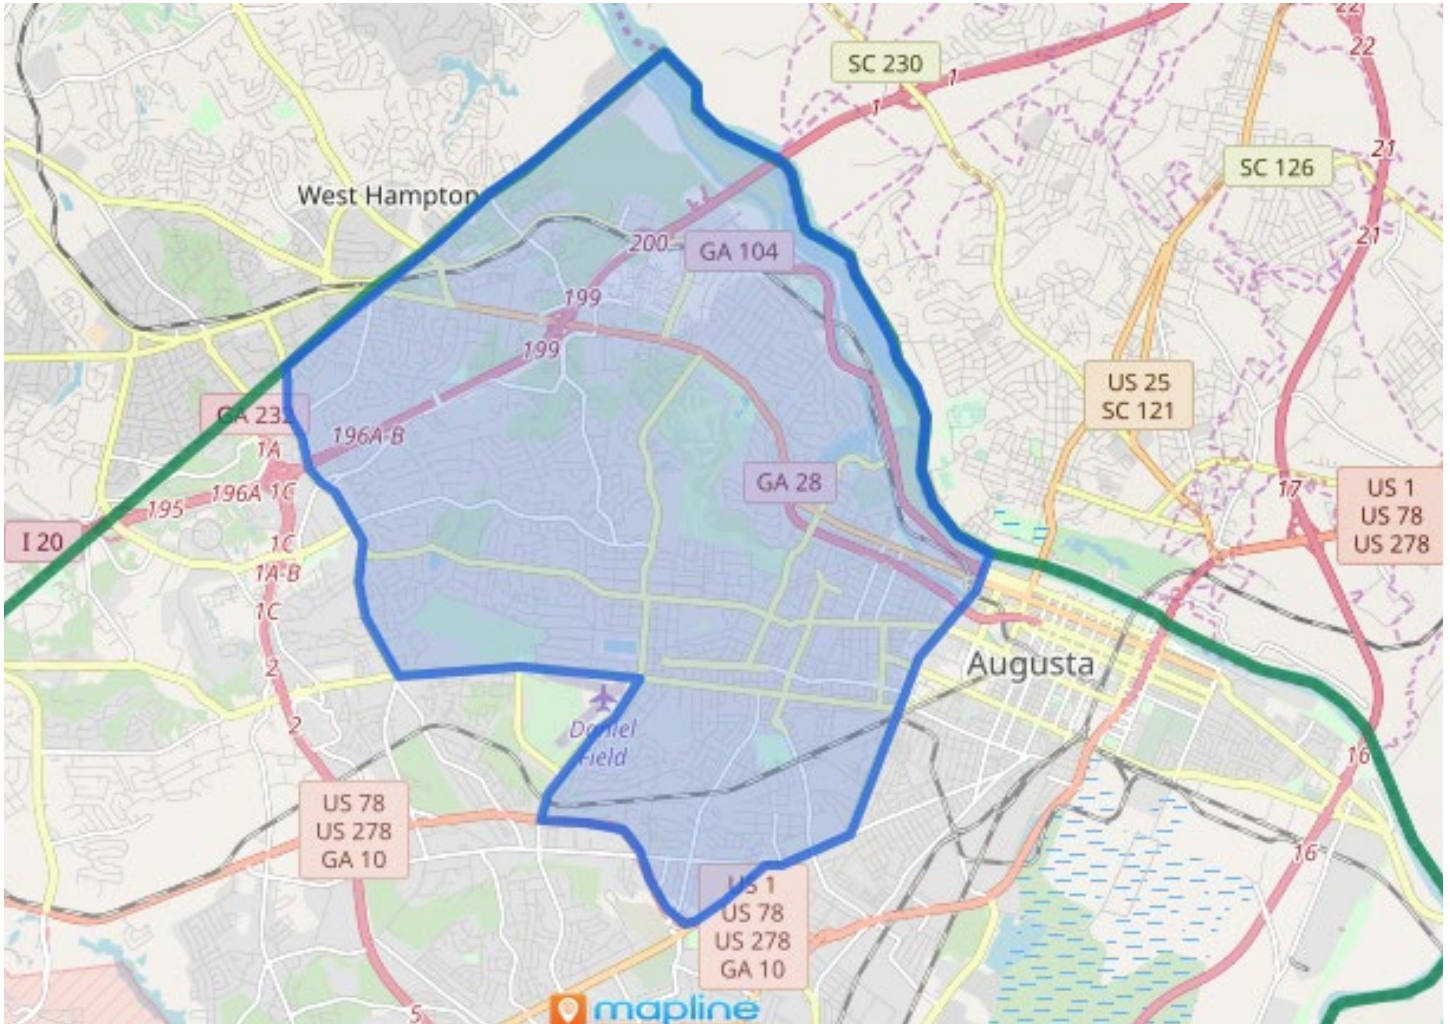 22
22
SC 230
1
1
21
SC 126
West Hampton
21
200
GA 104
199
199
US 25
SC 121
GA 232
196A-B
1A
GA 28
17
US 1
US 78
US 278
196A
1C
195
I 20
1C
1A-B
1C
2
Augusta
2
Daniel
Field
16
US 78
US 278
GA 10
16
US 1
US 78
US 278
GA 10
5
mapline